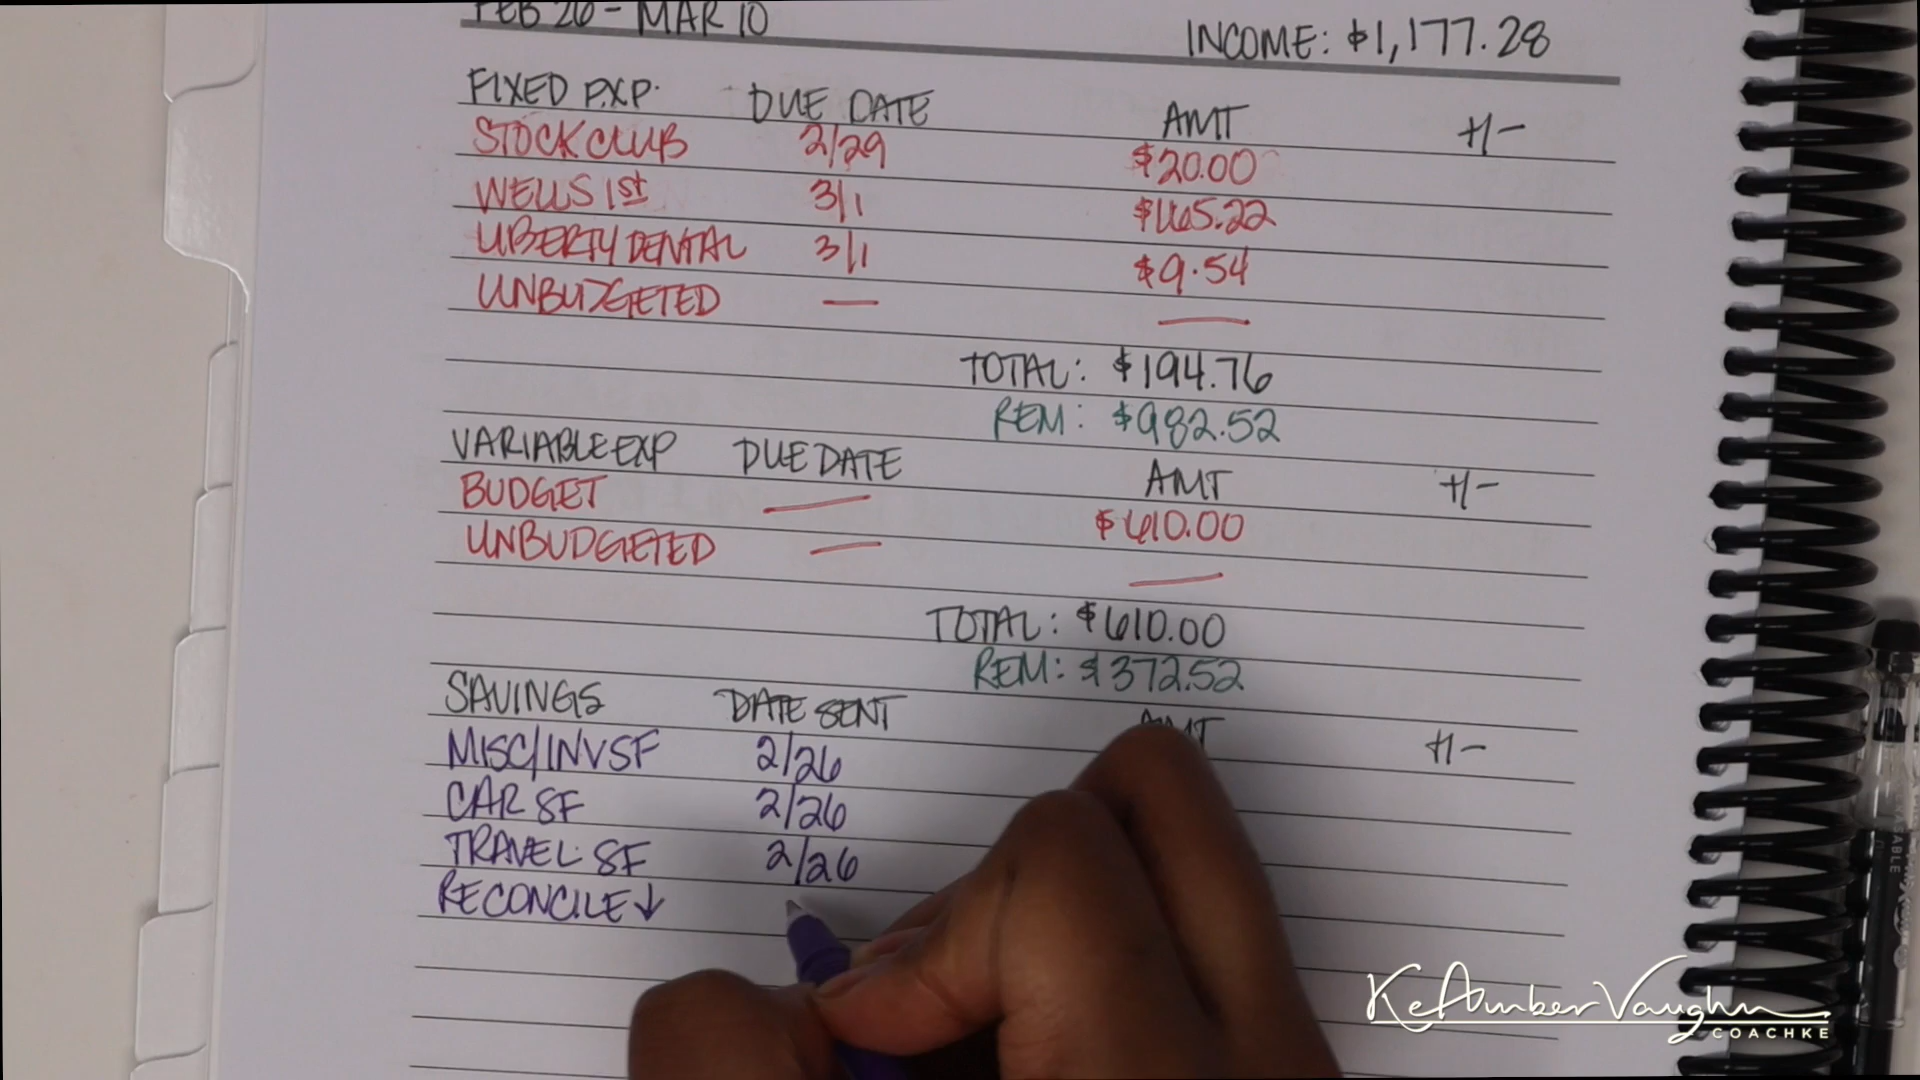 FEB 26 - MAR 10 INCOME: $1,177.28
FIXED EXP. DUE DATE AMT +/-
STOCK CLUB 2/29 $20.00
WELLS 1st 3/1 $165.22
LIBERTY DENTAL 3/1 $9.54
UNBUDGETED — —
TOTAL: $194.76
REM: $982.52
VARIABLE EXP DUE DATE AMT +/-
BUDGET — $610.00
UNBUDGETED — —
TOTAL: $610.00
REM: $372.52
SAVINGS DATE SENT AMT +/-
MISC/INV SF 2/26
CAR SF 2/26
TRAVEL SF 2/26
RECONCILE ↓
KeAmber Vaughn
COACHKE